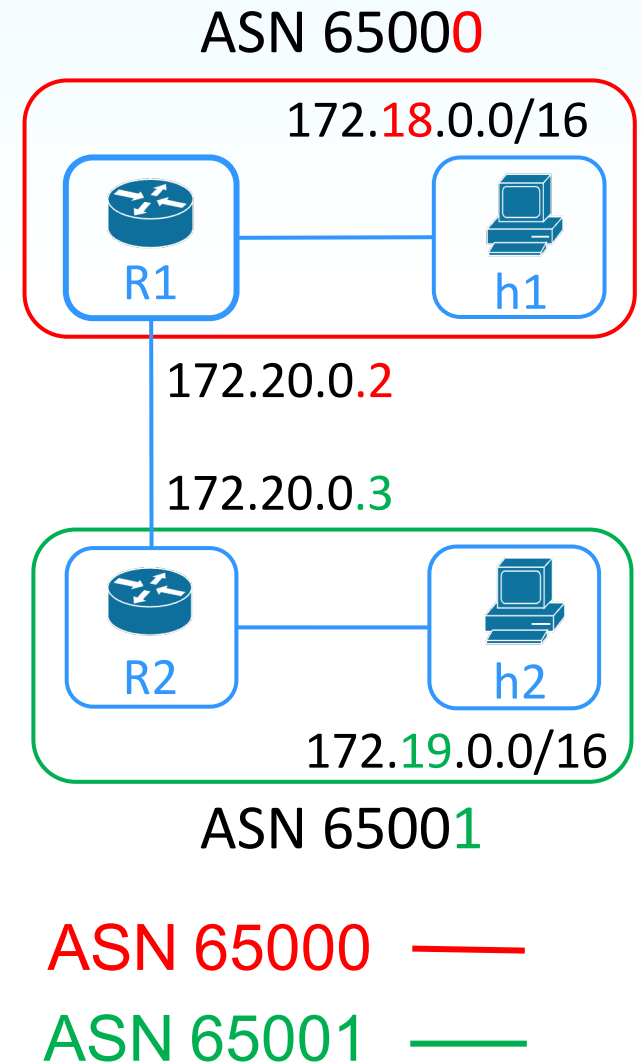 ASN 65000
172.18.0.0/16
R1
h1
172.20.0.2
172.20.0.3
R2
h2
172.19.0.0/16
ASN 65001
ASN 65000
ASN 65001